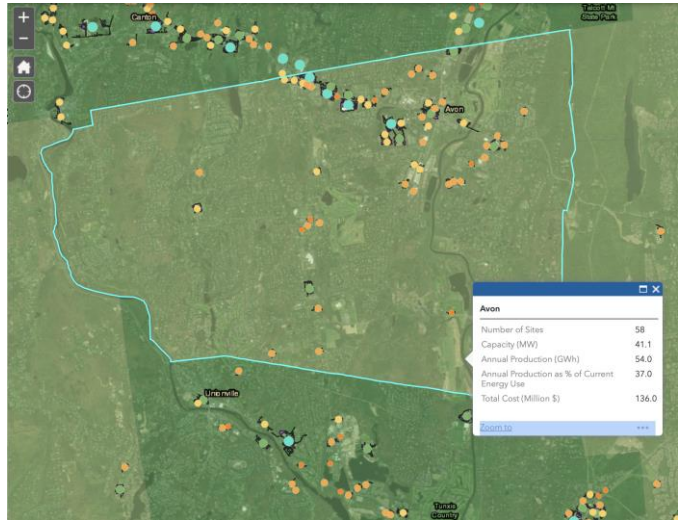 +
Canton
Talcott Mt
State Park
−
Avon
Avon
Number of Sites 58
Capacity (MW) 41.1
Annual Production (GWh) 54.0
Annual Production as % of Current 37.0
Energy Use
Total Cost (Million $) 136.0
Zoom to •••
Unionville
Tunxis
Country